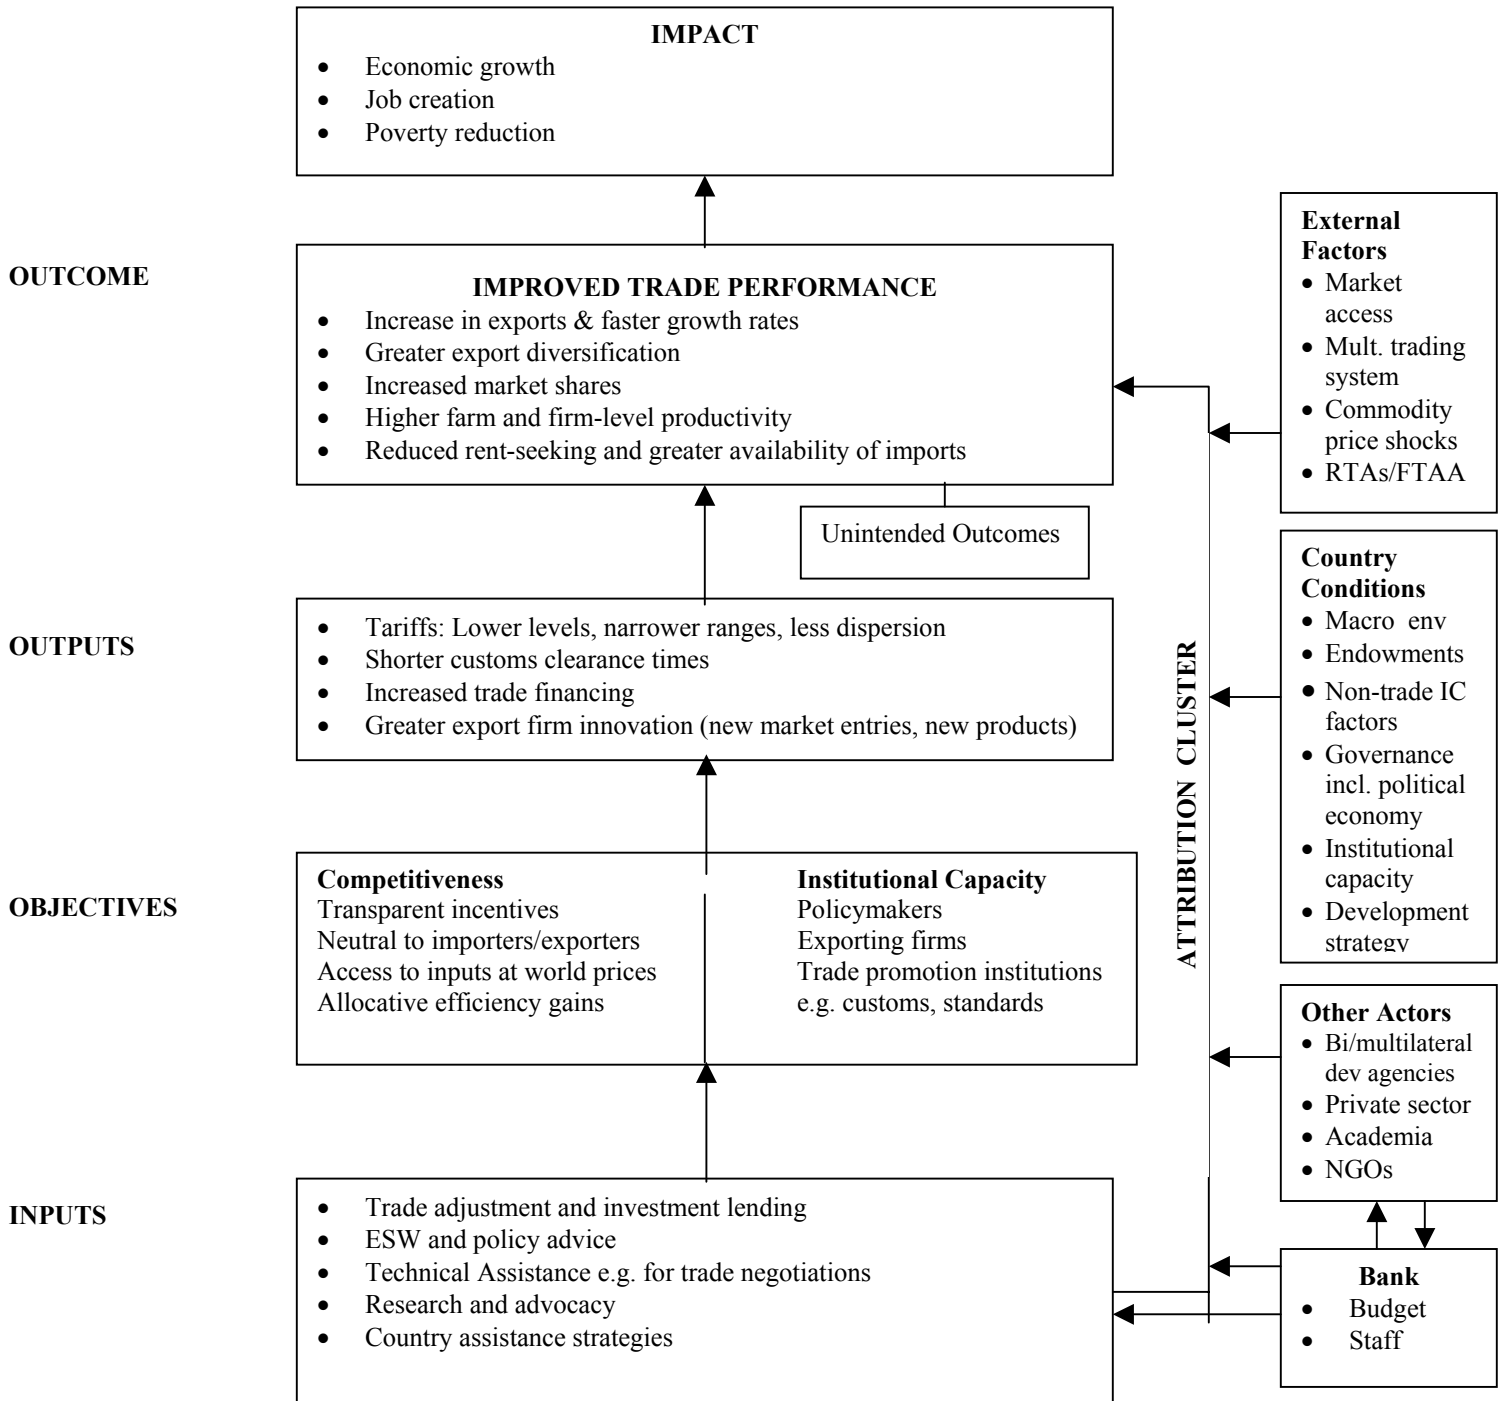 IMPACT
• Economic growth
• Job creation
• Poverty reduction
OUTCOME
IMPROVED TRADE PERFORMANCE
• Increase in exports & faster growth rates
• Greater export diversification
• Increased market shares
• Higher farm and firm-level productivity
• Reduced rent-seeking and greater availability of imports
Unintended Outcomes
OUTPUTS
• Tariffs: Lower levels, narrower ranges, less dispersion
• Shorter customs clearance times
• Increased trade financing
• Greater export firm innovation (new market entries, new products)
OBJECTIVES
Competitiveness
Transparent incentives
Neutral to importers/exporters
Access to inputs at world prices
Allocative efficiency gains
Institutional Capacity
Policymakers
Exporting firms
Trade promotion institutions
e.g. customs, standards
INPUTS
• Trade adjustment and investment lending
• ESW and policy advice
• Technical Assistance e.g. for trade negotiations
• Research and advocacy
• Country assistance strategies
ATTRIBUTION CLUSTER
External
Factors
• Market
access
• Mult. trading
system
• Commodity
price shocks
• RTAs/FTAA
Country
Conditions
• Macro env
• Endowments
• Non-trade IC
factors
• Governance
incl. political
economy
• Institutional
capacity
• Development
strategy
Other Actors
• Bi/multilateral
dev agencies
• Private sector
• Academia
• NGOs
Bank
• Budget
• Staff